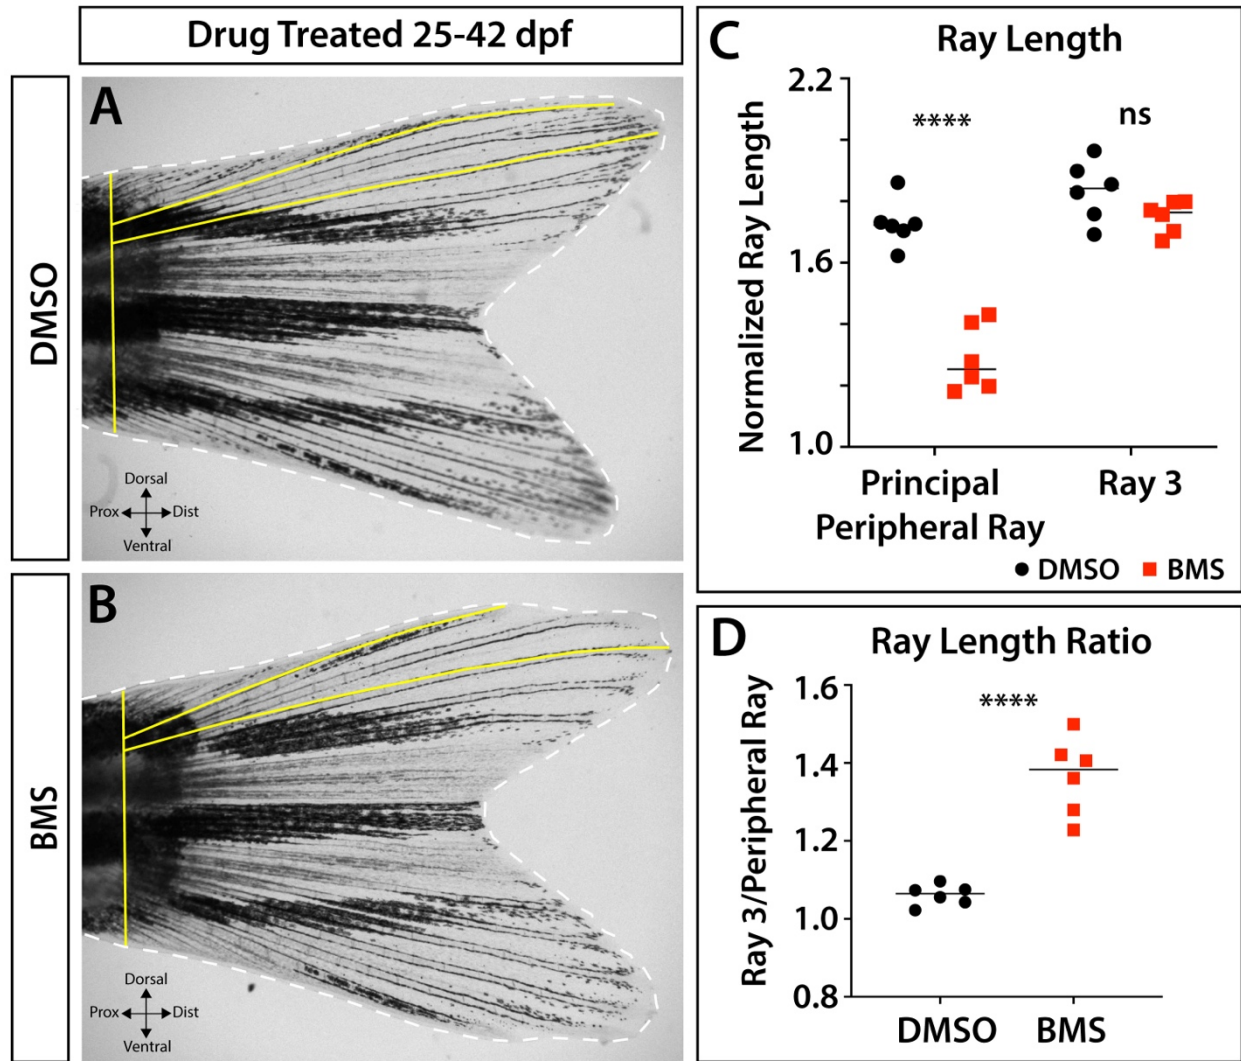 Drug Treated 25-42 dpf
DMSO
A
Dorsal
Prox Dist
Ventral
BMS
B
Dorsal
Prox Dist
Ventral
C
Ray Length
Normalized Ray Length
2.2
1.6
1.0
****
ns
Principal
Peripheral Ray
Ray 3
DMSO BMS
D
Ray Length Ratio
Ray 3/Peripheral Ray
1.6
1.4
1.2
1.0
0.8
****
DMSO
BMS